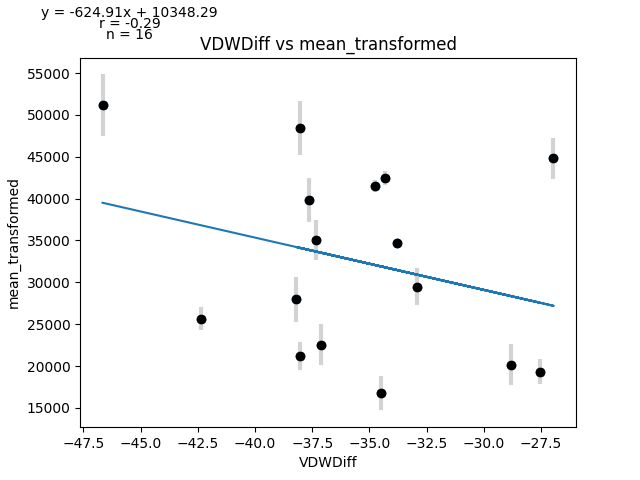 y = -624.91x + 10348.29
r = -0.29
n = 16
VDWDiff vs mean_transformed
55000
50000
45000
40000
35000
30000
25000
20000
15000
mean_transformed
−47.5 −45.0 −42.5 −40.0 −37.5 −35.0 −32.5 −30.0 −27.5
VDWDiff